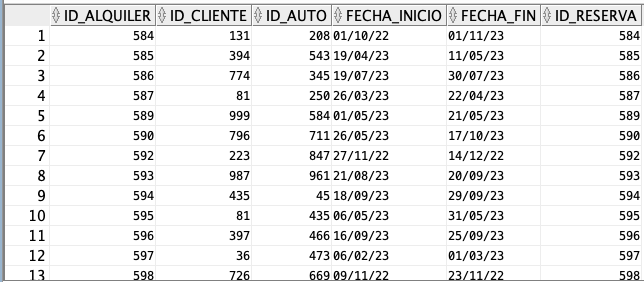 ID_ALQUILER ID_CLIENTE ID_AUTO FECHA_INICIO FECHA_FIN ID_RESERVA
1 584 131 208 01/10/22 01/11/23 584
2 585 394 543 19/04/23 11/05/23 585
3 586 774 345 19/07/23 30/07/23 586
4 587 81 250 26/03/23 22/04/23 587
5 589 999 584 01/05/23 21/05/23 589
6 590 796 711 26/05/23 17/10/23 590
7 592 223 847 27/11/22 14/12/22 592
8 593 987 961 21/08/23 20/09/23 593
9 594 435 45 18/09/23 29/09/23 594
10 595 81 435 06/05/23 31/05/23 595
11 596 397 466 16/09/23 25/09/23 596
12 597 36 473 06/02/23 01/03/23 597
13 598 726 669 09/11/22 23/11/22 598